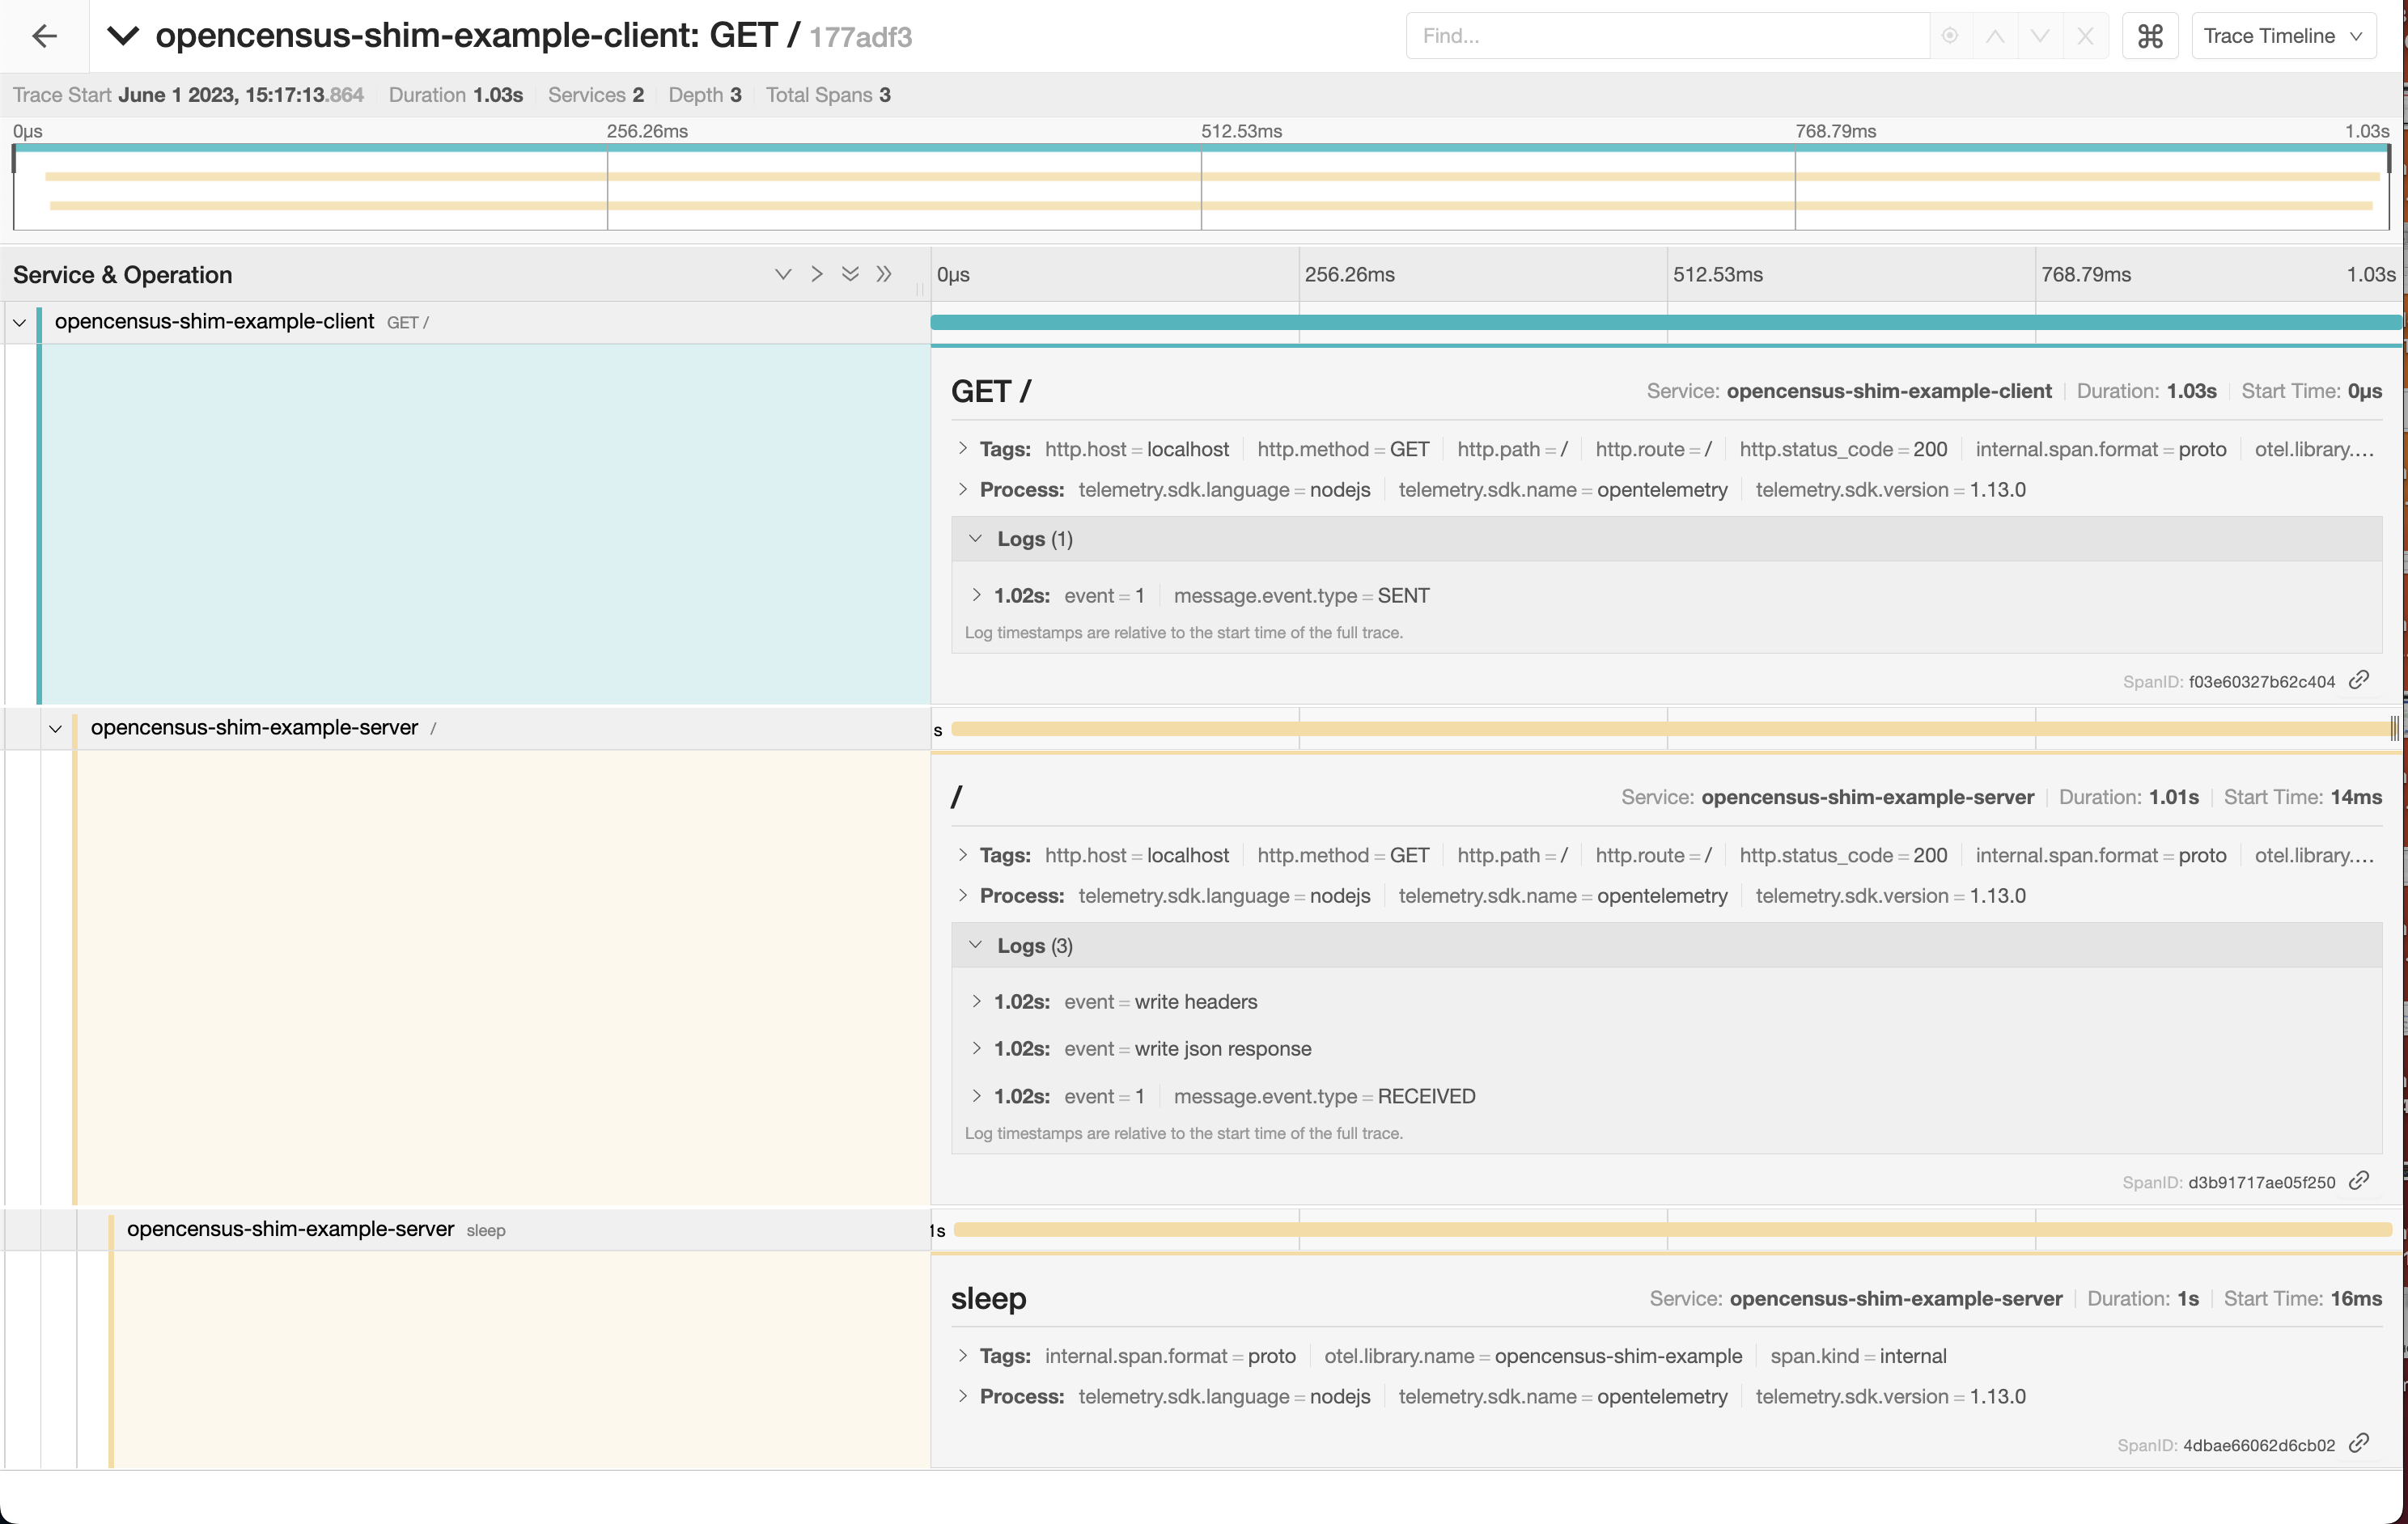 opencensus-shim-example-client: GET / 177adf3
Find...
Trace Timeline
Trace Start June 1 2023, 15:17:13.864 Duration 1.03s Services 2 Depth 3 Total Spans 3
0μs 256.26ms 512.53ms 768.79ms 1.03s
Service & Operation 0μs 256.26ms 512.53ms 768.79ms 1.03s
opencensus-shim-example-client GET /
GET / Service: opencensus-shim-example-client Duration: 1.03s Start Time: 0μs
Tags: http.host = localhost http.method = GET http.path = / http.route = / http.status_code = 200 internal.span.format = proto otel.library....
Process: telemetry.sdk.language = nodejs telemetry.sdk.name = opentelemetry telemetry.sdk.version = 1.13.0
Logs (1)
1.02s: event = 1 message.event.type = SENT
Log timestamps are relative to the start time of the full trace.
SpanID: f03e60327b62c404
opencensus-shim-example-server / s
/ Service: opencensus-shim-example-server Duration: 1.01s Start Time: 14ms
Tags: http.host = localhost http.method = GET http.path = / http.route = / http.status_code = 200 internal.span.format = proto otel.library....
Process: telemetry.sdk.language = nodejs telemetry.sdk.name = opentelemetry telemetry.sdk.version = 1.13.0
Logs (3)
1.02s: event = write headers
1.02s: event = write json response
1.02s: event = 1 message.event.type = RECEIVED
Log timestamps are relative to the start time of the full trace.
SpanID: d3b91717ae05f250
opencensus-shim-example-server sleep 1s
sleep Service: opencensus-shim-example-server Duration: 1s Start Time: 16ms
Tags: internal.span.format = proto otel.library.name = opencensus-shim-example span.kind = internal
Process: telemetry.sdk.language = nodejs telemetry.sdk.name = opentelemetry telemetry.sdk.version = 1.13.0
SpanID: 4dbae66062d6cb02